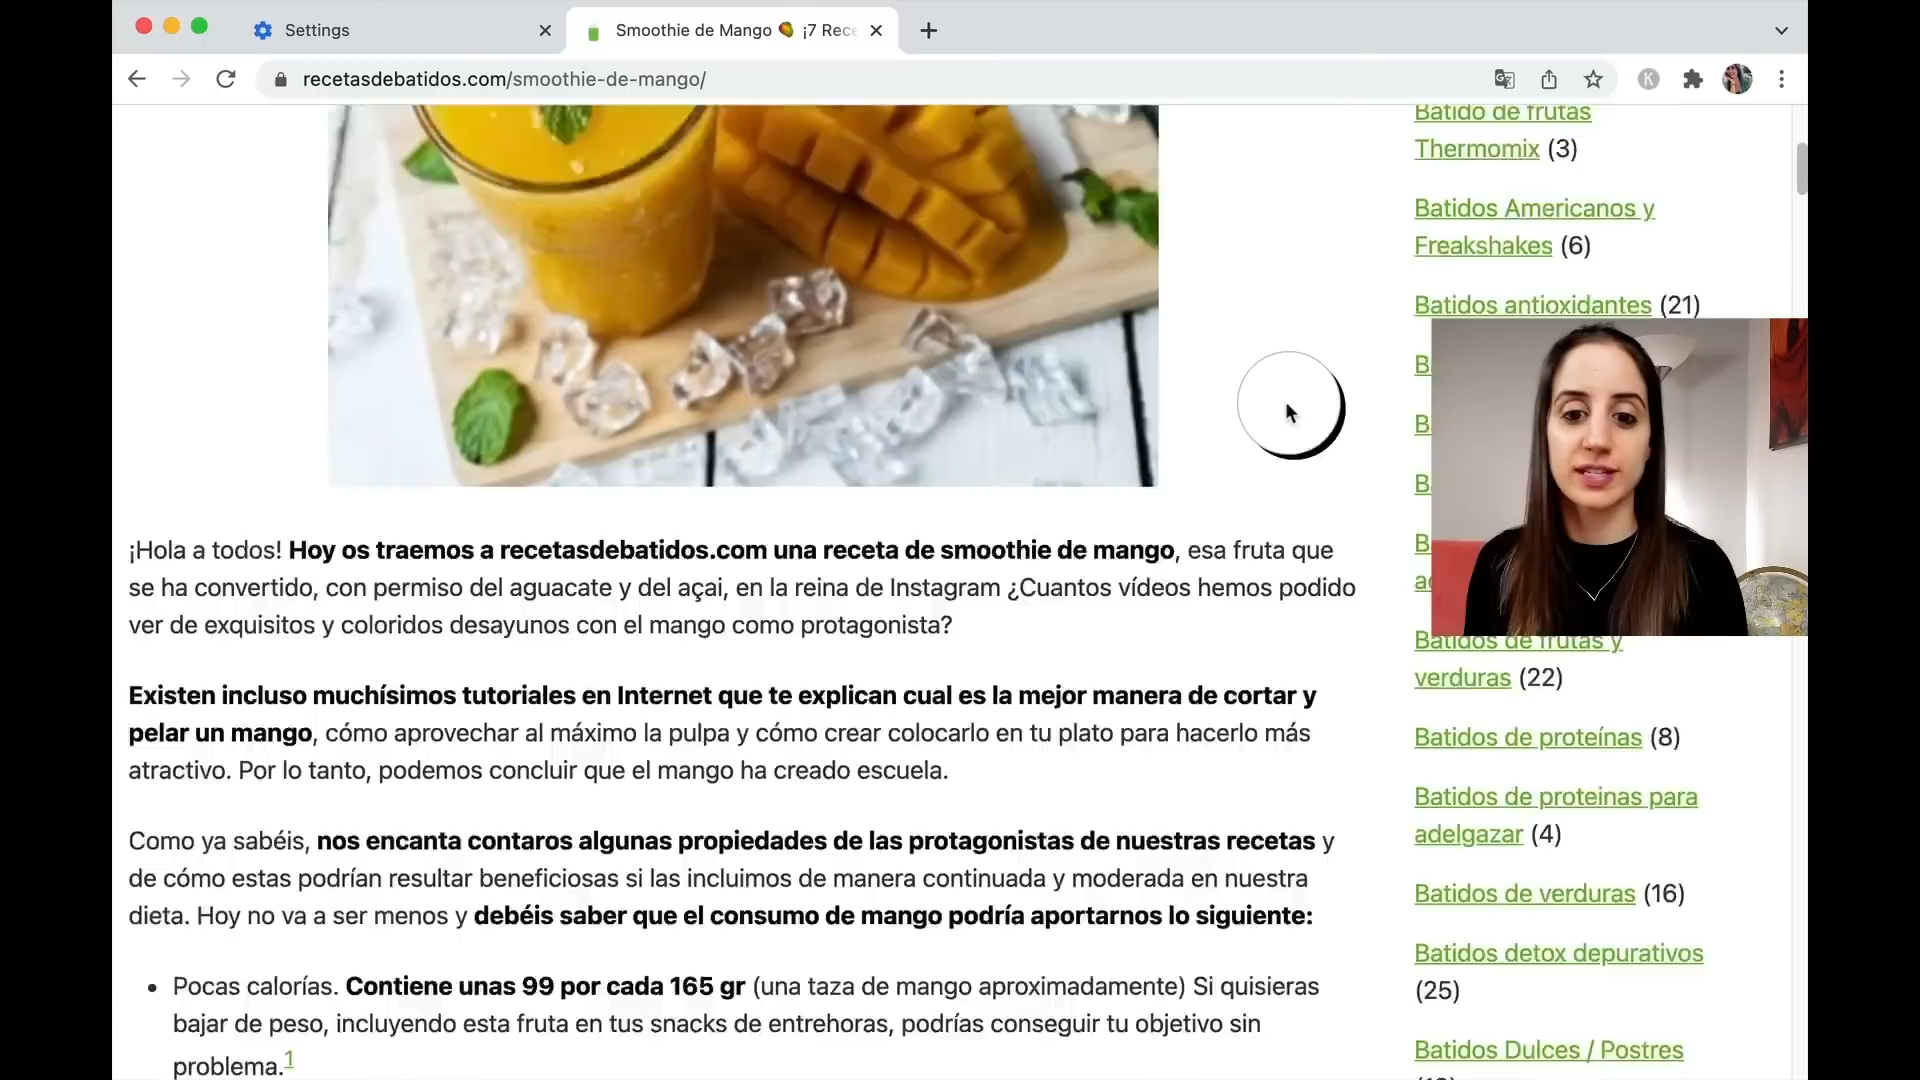 Settings
Smoothie de Mango 🥭 ¡7 Rece
recetasdebatidos.com/smoothie-de-mango/
K
¡Hola a todos! Hoy os traemos a recetasdebatidos.com una receta de smoothie de mango, esa fruta que
se ha convertido, con permiso del aguacate y del açai, en la reina de Instagram ¿Cuantos vídeos hemos podido
ver de exquisitos y coloridos desayunos con el mango como protagonista?
Existen incluso muchísimos tutoriales en Internet que te explican cual es la mejor manera de cortar y
pelar un mango, cómo aprovechar al máximo la pulpa y cómo crear colocarlo en tu plato para hacerlo más
atractivo. Por lo tanto, podemos concluir que el mango ha creado escuela.
Como ya sabéis, nos encanta contaros algunas propiedades de las protagonistas de nuestras recetas y
de cómo estas podrían resultar beneficiosas si las incluimos de manera continuada y moderada en nuestra
dieta. Hoy no va a ser menos y debéis saber que el consumo de mango podría aportarnos lo siguiente:
• Pocas calorías. Contiene unas 99 por cada 165 gr (una taza de mango aproximadamente) Si quisieras
bajar de peso, incluyendo esta fruta en tus snacks de entrehoras, podrías conseguir tu objetivo sin
problema.1
Batido de frutas
Thermomix (3)
Batidos Americanos y
Freakshakes (6)
Batidos antioxidantes (21)
Batidos de frutas y
verduras (22)
Batidos de proteínas (8)
Batidos de proteinas para
adelgazar (4)
Batidos de verduras (16)
Batidos detox depurativos
(25)
Batidos Dulces / Postres